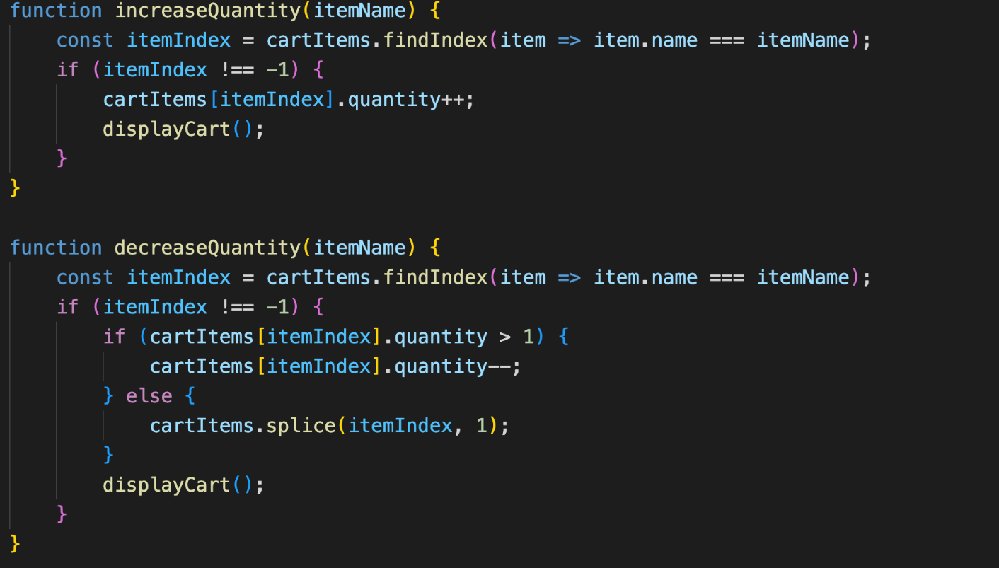 function increaseQuantity(itemName) {
    const itemIndex = cartItems.findIndex(item => item.name === itemName);
    if (itemIndex !== -1) {
        cartItems[itemIndex].quantity++;
        displayCart();
    }
}

function decreaseQuantity(itemName) {
    const itemIndex = cartItems.findIndex(item => item.name === itemName);
    if (itemIndex !== -1) {
        if (cartItems[itemIndex].quantity > 1) {
            cartItems[itemIndex].quantity--;
        } else {
            cartItems.splice(itemIndex, 1);
        }
        displayCart();
    }
}